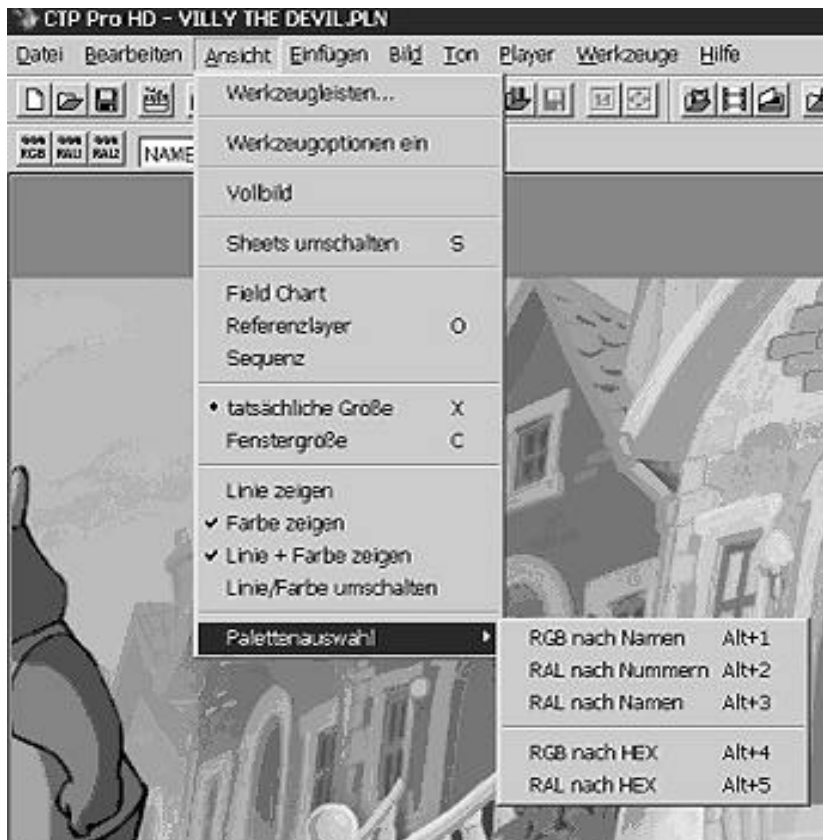 CTP Pro HD - VILLY THE DEVIL.PLN
Datei Bearbeiten Ansicht Einfügen Bild Ton Player Werkzeuge Hilfe
RGB RAL1 RAL2 NAME
Werkzeugleisten...
Werkzeugoptionen ein
Vollbild
Sheets umschalten S
Field Chart
Referenzlayer O
Sequenz
tatsächliche Größe X
Fenstergröße C
Linie zeigen
Farbe zeigen
Linie + Farbe zeigen
Linie/Farbe umschalten
Palettenauswahl
RGB nach Namen Alt+1
RAL nach Nummern Alt+2
RAL nach Namen Alt+3
RGB nach HEX Alt+4
RAL nach HEX Alt+5